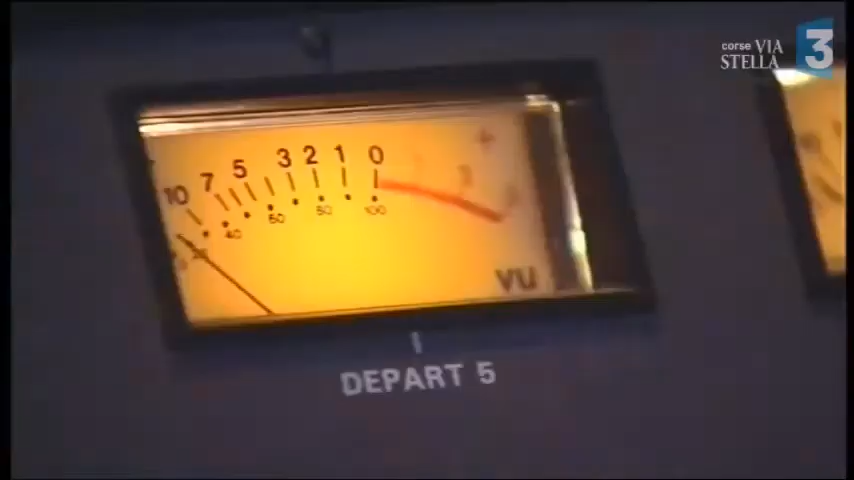 corse VIA
STELLA 3
+
10 7 5 3 2 1 0
40 60 80 100
VU
DEPART 5